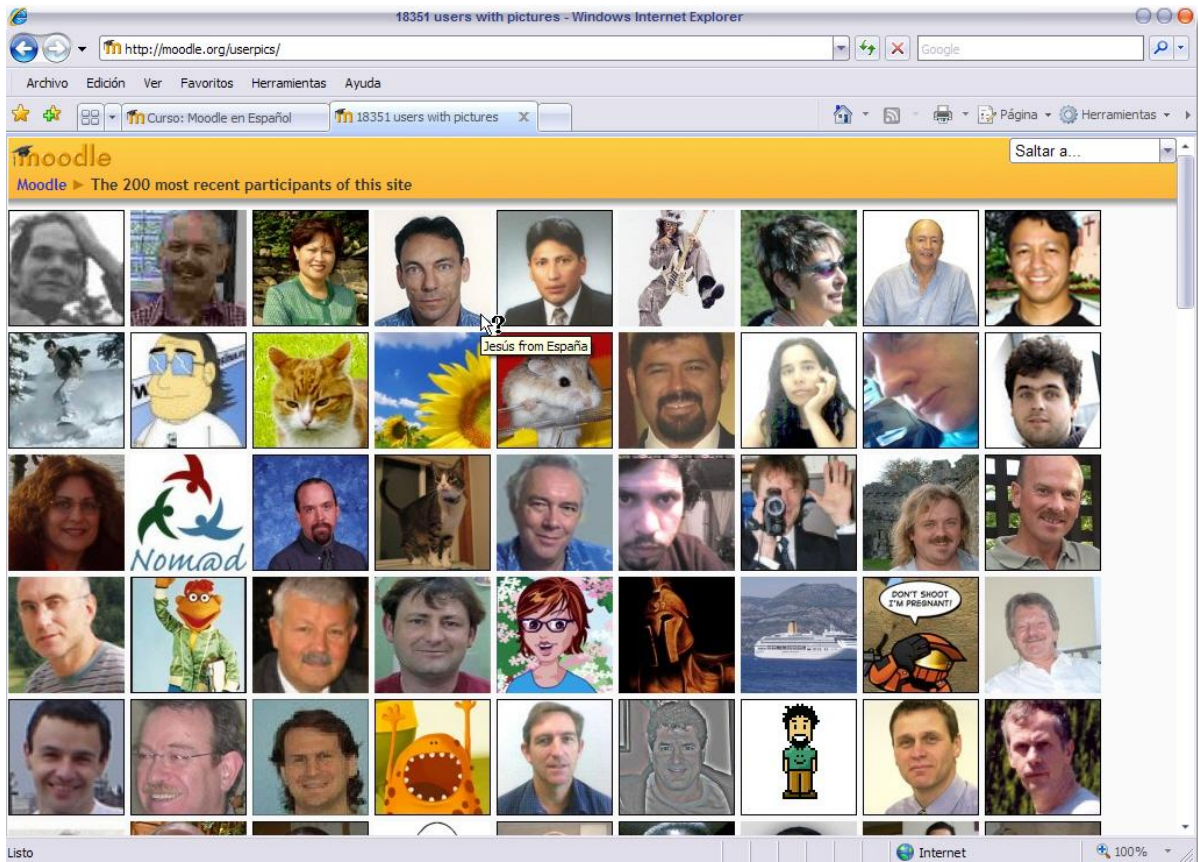 18351 users with pictures - Windows Internet Explorer
http://moodle.org/userpics/
Google
Archivo Edición Ver Favoritos Herramientas Ayuda
Curso: Moodle en Español
18351 users with pictures
Página
Herramientas
moodle
Saltar a...
Moodle ► The 200 most recent participants of this site
Jesús from España
W
Nom@d
DON'T SHOOT
I'M PREGNANT!
Listo
Internet
100%